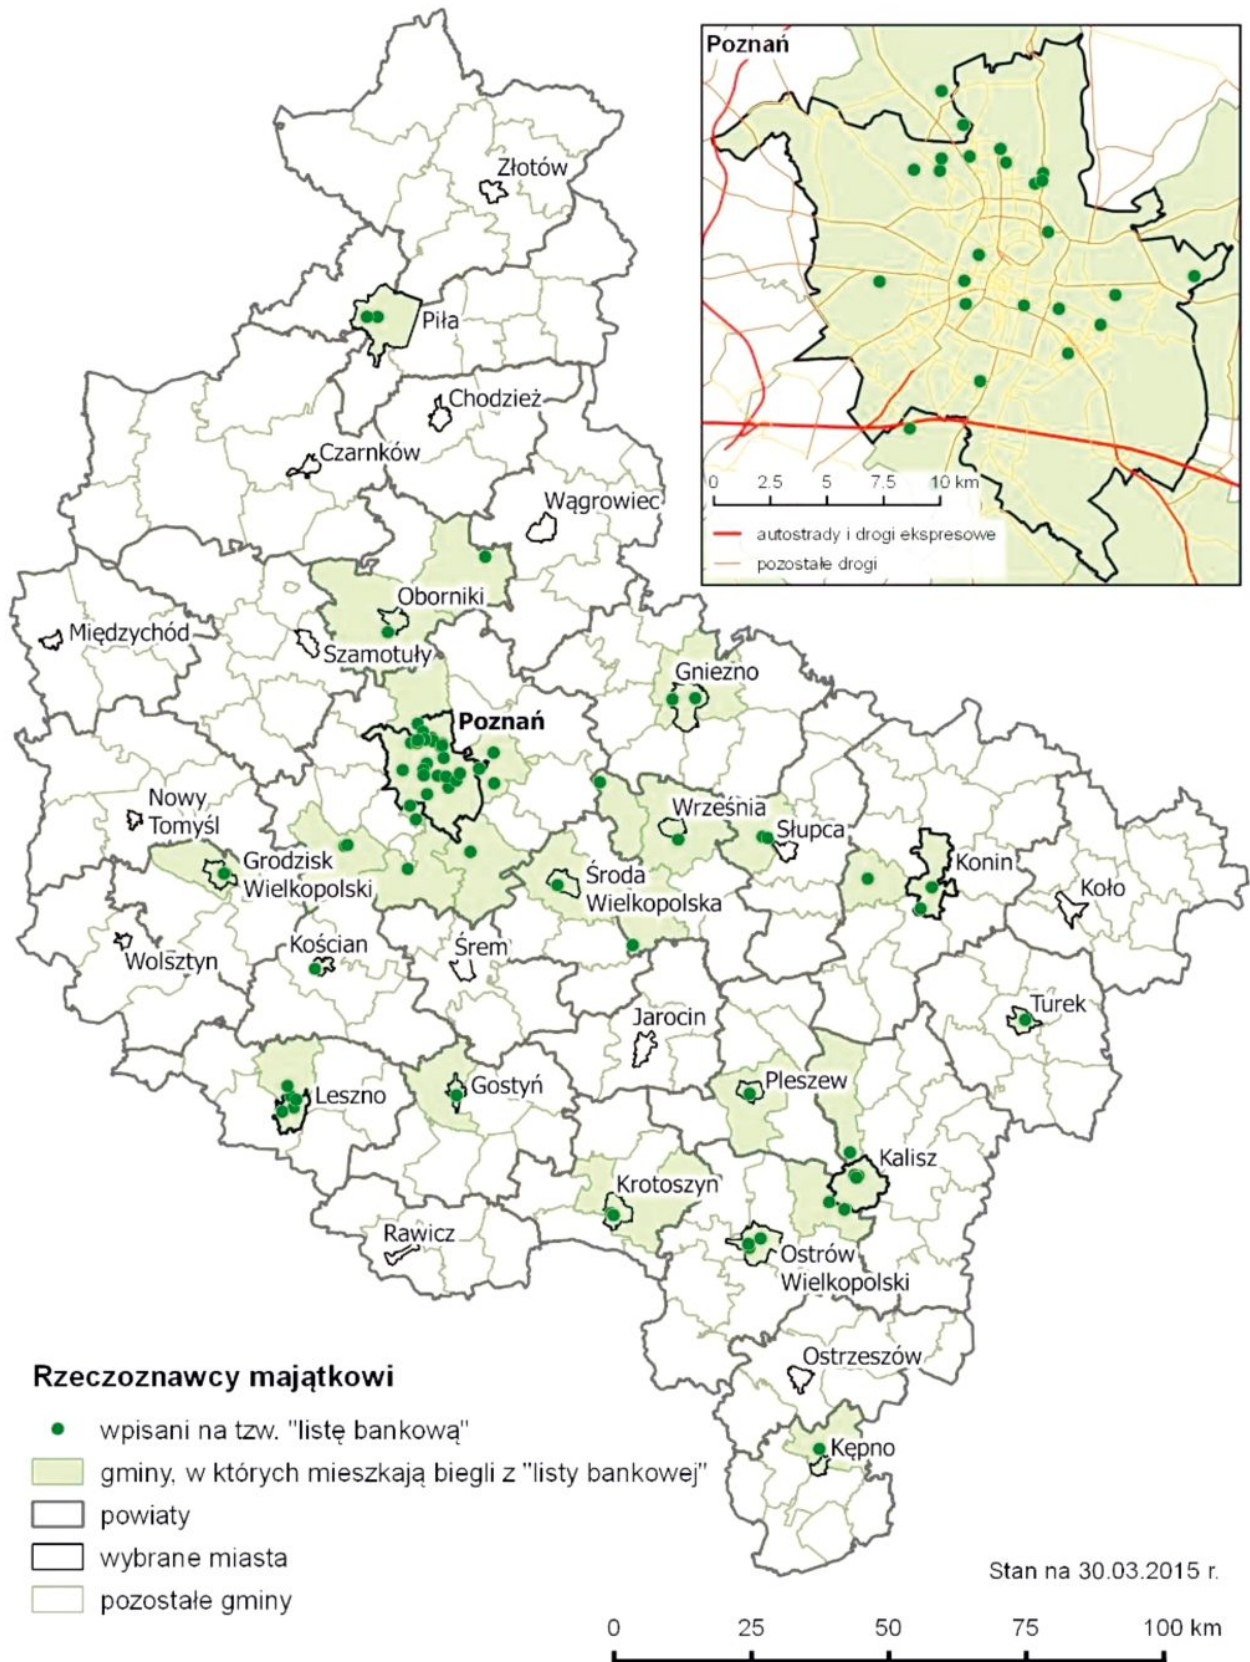 Poznań
0 2.5 5 7.5 10 km
autostrady i drogi ekspresowe
pozostałe drogi
Złotów
Piła
Chodzież
Czarnków
Wągrowiec
Oborniki
Międzychód
Szamotuły
Gniezno
Poznań
Nowy
Tomyśl
Września
Słupca
Grodzisk
Wielkopolski
Środa
Wielkopolska
Konin
Koło
Wolsztyn
Kościan
Śrem
Jarocin
Turek
Leszno
Gostyń
Pleszew
Kalisz
Krotoszyn
Rawicz
Ostrów
Wielkopolski
Ostrzeszów
Kępno
Rzeczoznawcy majątkowi
wpisani na tzw. "listę bankową"
gminy, w których mieszkają biegli z "listy bankowej"
powiaty
wybrane miasta
pozostałe gminy
Stan na 30.03.2015 r.
0 25 50 75 100 km